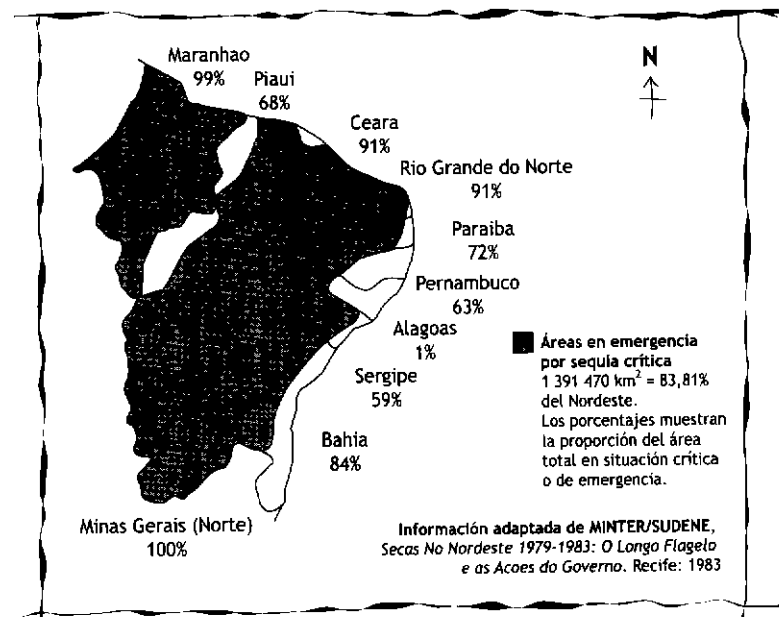 Maranhao
99%
Piaui
68%
N
Ceara
91%
Rio Grande do Norte
91%
Paraiba
72%
Pernambuco
63%
Alagoas
1%
Sergipe
59%
Bahia
84%
Minas Gerais (Norte)
100%
Áreas en emergencia
por sequia crítica
1 391 470 km² = 83,81%
del Nordeste.
Los porcentajes muestran
la proporción del área
total en situación crítica
o de emergencia.
Información adaptada de MINTER/SUDENE,
Secas No Nordeste 1979-1983: O Longo Flagelo
e as Acoes do Governo. Recife: 1983